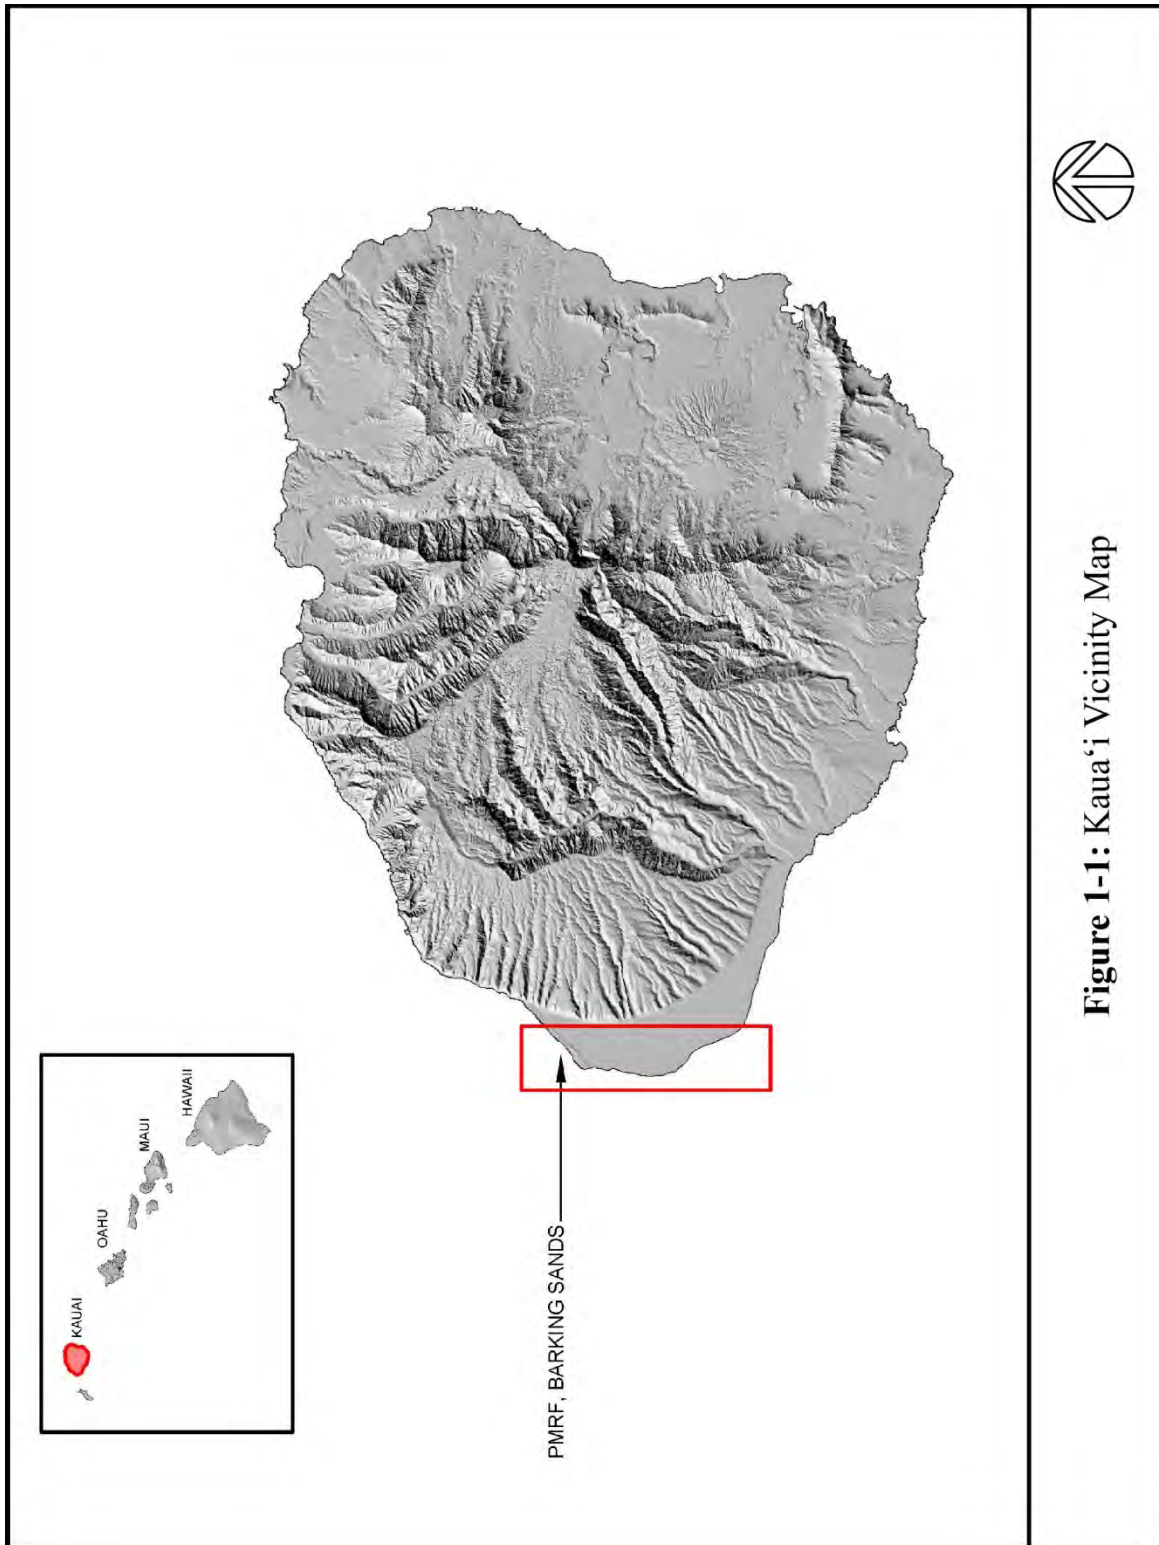 KAUAI
OAHU
MAUI
HAWAII
PMRF, BARKING SANDS
Figure 1-1: Kaua‘i Vicinity Map